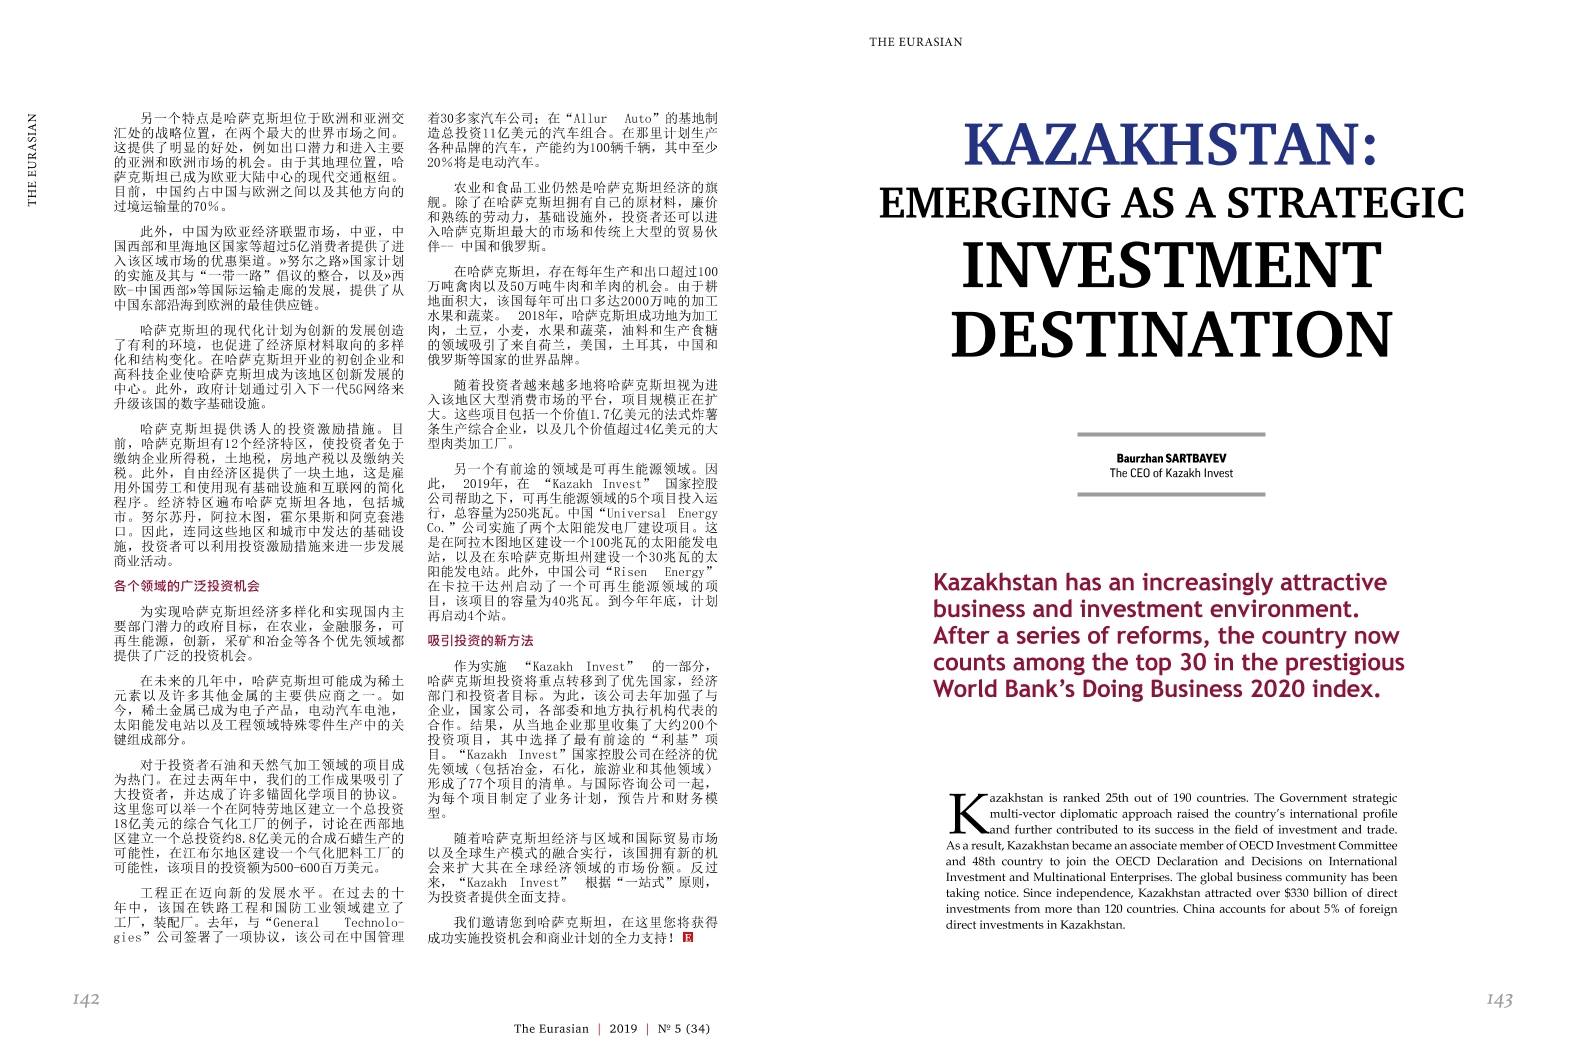 THE EURASIAN
另一个特点是哈萨克斯坦位于欧洲和亚洲交
汇处的战略位置，在两个最大的世界市场之间。
这提供了明显的好处，例如出口潜力和进入主要
的亚洲和欧洲市场的机会。由于其地理位置，哈
萨克斯坦已成为欧亚大陆中心的现代交通枢纽。
目前，中国约占中国与欧洲之间以及其他方向的
过境运输量的70％。
此外，中国为欧亚经济联盟市场，中亚，中
国西部和里海地区国家等超过5亿消费者提供了进
入该区域市场的优惠渠道。»努尔之路»国家计划
的实施及其与“一带一路”倡议的整合，以及»西
欧-中国西部»等国际运输走廊的发展，提供了从
中国东部沿海到欧洲的最佳供应链。
哈萨克斯坦的现代化计划为创新的发展创造
了有利的环境，也促进了经济原材料取向的多样
化和结构变化。在哈萨克斯坦开业的初创企业和
高科技企业使哈萨克斯坦成为该地区创新发展的
中心。此外，政府计划通过引入下一代5G网络来
升级该国的数字基础设施。
哈萨克斯坦提供诱人的投资激励措施。目
前，哈萨克斯坦有12个经济特区，使投资者免于
缴纳企业所得税，土地税，房地产税以及缴纳关
税。此外，自由经济区提供了一块土地，这是雇
用外国劳工和使用现有基础设施和互联网的简化
程序。经济特区遍布哈萨克斯坦各地，包括城
市。努尔苏丹，阿拉木图，霍尔果斯和阿克套港
口。因此，连同这些地区和城市中发达的基础设
施，投资者可以利用投资激励措施来进一步发展
商业活动。
各个领域的广泛投资机会
为实现哈萨克斯坦经济多样化和实现国内主
要部门潜力的政府目标，在农业，金融服务，可
再生能源，创新，采矿和冶金等各个优先领域都
提供了广泛的投资机会。
在未来的几年中，哈萨克斯坦可能成为稀土
元素以及许多其他金属的主要供应商之一。如
今，稀土金属已成为电子产品，电动汽车电池，
太阳能发电站以及工程领域特殊零件生产中的关
键组成部分。
对于投资者石油和天然气加工领域的项目成
为热门。在过去两年中，我们的工作成果吸引了
大投资者，并达成了许多锚固化学项目的协议。
这里您可以举一个在阿特劳地区建立一个总投资
18亿美元的综合气化工厂的例子，讨论在西部地
区建立一个总投资约8.8亿美元的合成石蜡生产的
可能性，在江布尔地区建设一个气化肥料工厂的
可能性，该项目的投资额为500-600百万美元。
工程正在迈向新的发展水平。在过去的十
年中，该国在铁路工程和国防工业领域建立了
工厂，装配厂。去年，与“General Technolo-
gies”公司签署了一项协议，该公司在中国管理
着30多家汽车公司；在“Allur Auto”的基地制
造总投资11亿美元的汽车组合。在那里计划生产
各种品牌的汽车，产能约为100辆千辆，其中至少
20％将是电动汽车。
农业和食品工业仍然是哈萨克斯坦经济的旗
舰。除了在哈萨克斯坦拥有自己的原材料，廉价
和熟练的劳动力，基础设施外，投资者还可以进
入哈萨克斯坦最大的市场和传统上大型的贸易伙
伴-- 中国和俄罗斯。
在哈萨克斯坦，存在每年生产和出口超过100
万吨禽肉以及50万吨牛肉和羊肉的机会。由于耕
地面积大，该国每年可出口多达2000万吨的加工
水果和蔬菜。 2018年，哈萨克斯坦成功地为加工
肉，土豆，小麦，水果和蔬菜，油料和生产食糖
的领域吸引了来自荷兰，美国，土耳其，中国和
俄罗斯等国家的世界品牌。
随着投资者越来越多地将哈萨克斯坦视为进
入该地区大型消费市场的平台，项目规模正在扩
大。这些项目包括一个价值1.7亿美元的法式炸薯
条生产综合企业，以及几个价值超过4亿美元的大
型肉类加工厂。
另一个有前途的领域是可再生能源领域。因
此， 2019年，在 “Kazakh Invest” 国家控股
公司帮助之下，可再生能源领域的5个项目投入运
行，总容量为250兆瓦。中国“Universal Energy
Co.”公司实施了两个太阳能发电厂建设项目。这
是在阿拉木图地区建设一个100兆瓦的太阳能发电
站，以及在东哈萨克斯坦州建设一个30兆瓦的太
阳能发电站。此外，中国公司“Risen Energy”
在卡拉干达州启动了一个可再生能源领域的项
目，该项目的容量为40兆瓦。到今年年底，计划
再启动4个站。
吸引投资的新方法
作为实施 “Kazakh Invest” 的一部分，
哈萨克斯坦投资将重点转移到了优先国家，经济
部门和投资者目标。为此，该公司去年加强了与
企业，国家公司，各部委和地方执行机构代表的
合作。结果，从当地企业那里收集了大约200个
投资项目，其中选择了最有前途的“利基”项
目。“Kazakh Invest”国家控股公司在经济的优
先领域（包括冶金，石化，旅游业和其他领域）
形成了77个项目的清单。与国际咨询公司一起，
为每个项目制定了业务计划，预告片和财务模
型。
随着哈萨克斯坦经济与区域和国际贸易市场
以及全球生产模式的融合实行，该国拥有新的机
会来扩大其在全球经济领域的市场份额。反过
来，“Kazakh Invest” 根据“一站式”原则，
为投资者提供全面支持。
我们邀请您到哈萨克斯坦，在这里您将获得
成功实施投资机会和商业计划的全力支持！ E
142
The Eurasian | 2019 | № 5 (34)
THE EURASIAN
KAZAKHSTAN:
EMERGING AS A STRATEGIC
INVESTMENT
DESTINATION
Baurzhan SARTBAYEV
The CEO of Kazakh Invest
Kazakhstan has an increasingly attractive
business and investment environment.
After a series of reforms, the country now
counts among the top 30 in the prestigious
World Bank’s Doing Business 2020 index.
Kazakhstan is ranked 25th out of 190 countries. The Government strategic
multi-vector diplomatic approach raised the country’s international profile
and further contributed to its success in the field of investment and trade.
As a result, Kazakhstan became an associate member of OECD Investment Committee
and 48th country to join the OECD Declaration and Decisions on International
Investment and Multinational Enterprises. The global business community has been
taking notice. Since independence, Kazakhstan attracted over $330 billion of direct
investments from more than 120 countries. China accounts for about 5% of foreign
direct investments in Kazakhstan.
143